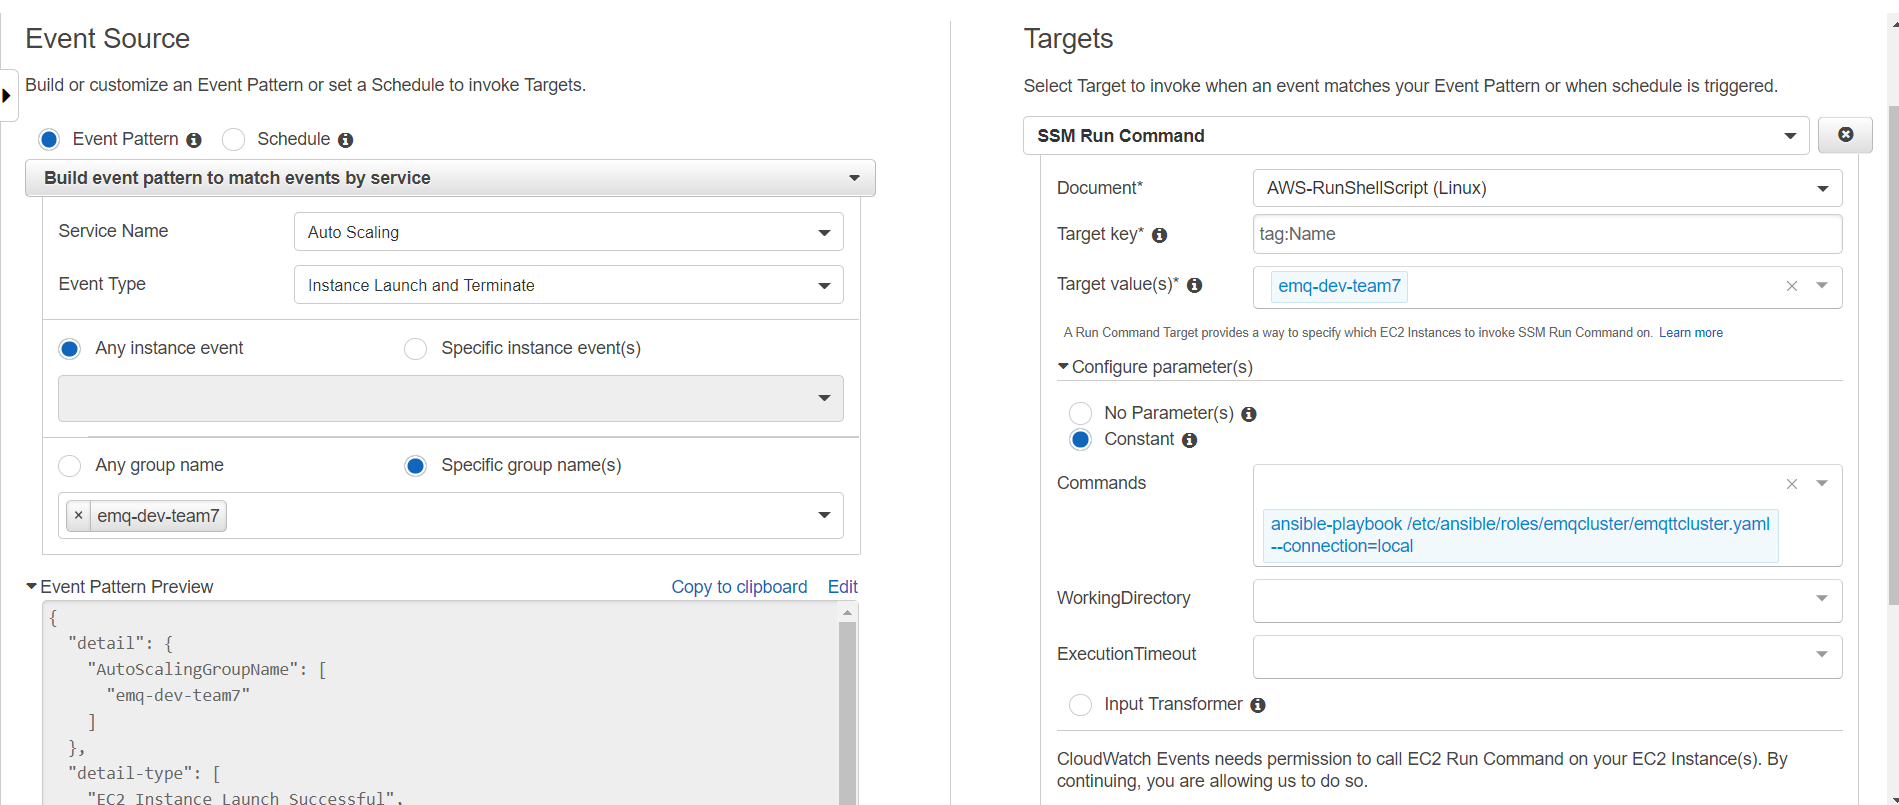 Event Source
Build or customize an Event Pattern or set a Schedule to invoke Targets.
Event Pattern
Schedule
Build event pattern to match events by service
Service Name
Auto Scaling
Event Type
Instance Launch and Terminate
Any instance event
Specific instance event(s)
Any group name
Specific group name(s)
× emq-dev-team7
Event Pattern Preview
Copy to clipboard
Edit
{
"detail": {
"AutoScalingGroupName": [
"emq-dev-team7"
]
},
"detail-type": [
"EC2 Instance Launch Successful",
Targets
Select Target to invoke when an event matches your Event Pattern or when schedule is triggered.
SSM Run Command
Document*
AWS-RunShellScript (Linux)
Target key*
tag:Name
Target value(s)*
emq-dev-team7
A Run Command Target provides a way to specify which EC2 Instances to invoke SSM Run Command on. Learn more
Configure parameter(s)
No Parameter(s)
Constant
Commands
ansible-playbook /etc/ansible/roles/emqcluster/emqttcluster.yaml
--connection=local
WorkingDirectory
ExecutionTimeout
Input Transformer
CloudWatch Events needs permission to call EC2 Run Command on your EC2 Instance(s). By
continuing, you are allowing us to do so.